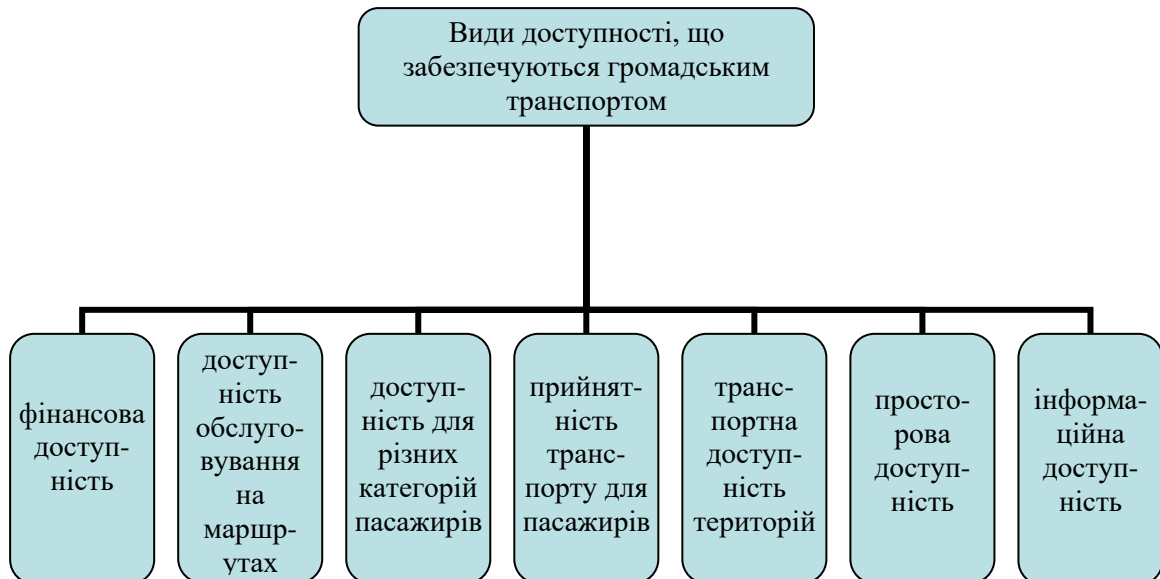 Види доступності, що
забезпечуються громадським
транспортом
фінансова
доступ-
ність
доступ-
ність
обслуго-
вування
на
маршр-
утах
доступ-
ність для
різних
категорій
пасажирів
прийнят-
ність
транс-
порту для
пасажирів
транс-
портна
доступ-
ність
територій
просто-
рова
доступ-
ність
інформа-
ційна
доступ-
ність